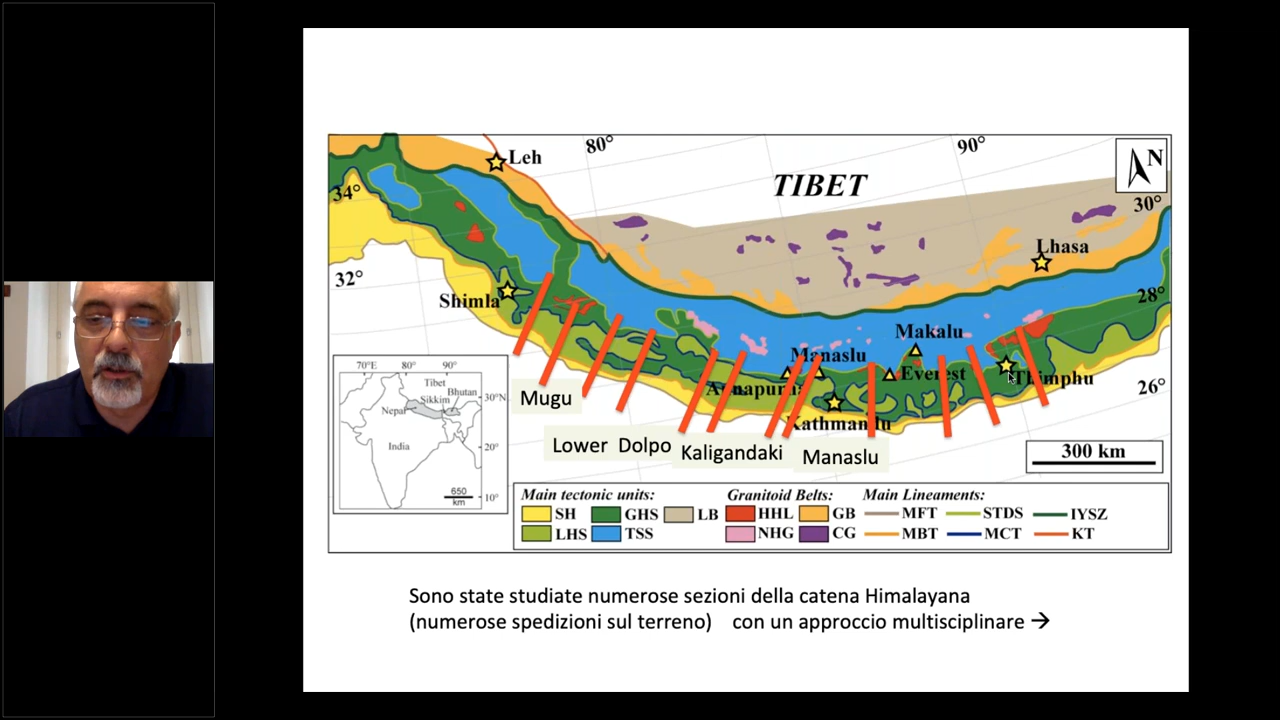 80°
90°
N
Leh
TIBET
34°
30°
Lhasa
32°
28°
Shimla
Makalu
Manaslu
Everest
Annapurna
Thimphu
26°
Kathmandu
Mugu
Lower Dolpo
Kaligandaki
Manaslu
300 km
70°E 80° 90°
Tibet
Bhutan
Sikkim
30°N
Nepal
India
20°
650
km
10°
Main tectonic units: Granitoid Belts: Main Lineaments:
SH GHS LB HHL GB MFT STDS IYSZ
LHS TSS NHG CG MBT MCT KT
Sono state studiate numerose sezioni della catena Himalayana
(numerose spedizioni sul terreno) con un approccio multisciplinare →